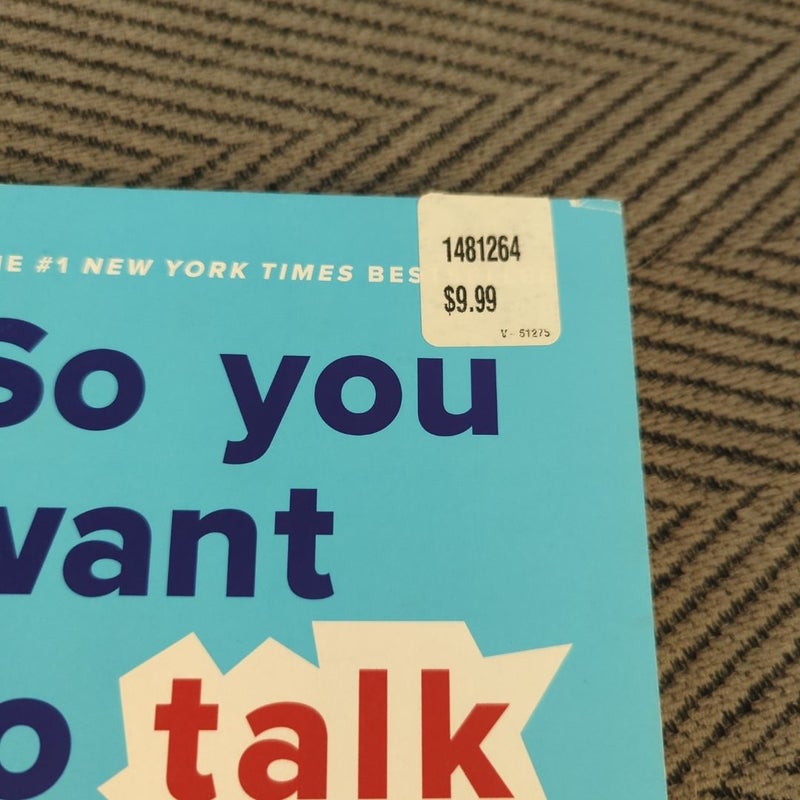 E #1 NEW YORK TIMES BES
1481264
$9.99
V- 51275
So you
want
o talk